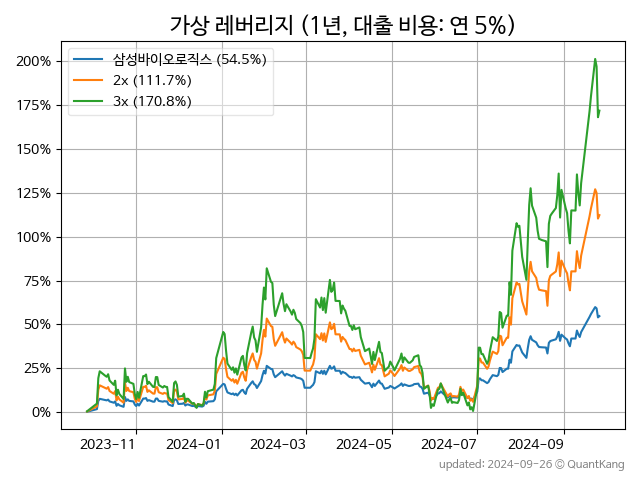 가상 레버리지 (1년, 대출 비용: 연 5%)
삼성바이오로직스 (54.5%)
2x (111.7%)
3x (170.8%)
200%
175%
150%
125%
100%
75%
50%
25%
0%
2023-11 2024-01 2024-03 2024-05 2024-07 2024-09
updated: 2024-09-26 © QuantKang